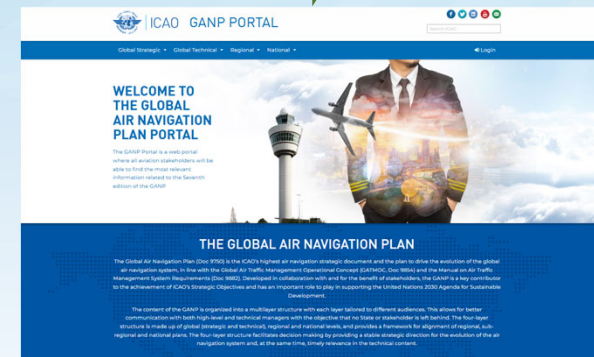 ICAO GANP PORTAL
Global Strategic Global Technical Regional National Login
WELCOME TO
THE GLOBAL
AIR NAVIGATION
PLAN PORTAL
The GANP Portal is a web portal
where all aviation stakeholders will be
able to find the most relevant
information related to the Seventh
edition of the GANP
THE GLOBAL AIR NAVIGATION PLAN
The Global Air Navigation Plan (Doc 9750) is the ICAO's highest air navigation strategic document and the plan to drive the evolution of the global
air navigation system, in line with the Global Air Traffic Management Operational Concept (GATMOC, Doc 9854) and the Manual on Air Traffic
Management System Requirements (Doc 9882). Developed in collaboration with and for the benefit of stakeholders, the GANP is a key contributor
to the achievement of ICAO's Strategic Objectives and has an important role to play in supporting the United Nations 2030 Agenda for Sustainable
Development.
The content of the GANP is organized into a multilayer structure with each layer tailored to different audiences. This allows for better
communication with both high-level and technical managers with the objective that no State or stakeholder is left behind. The four-layer
structure is made up of global (strategic and technical), regional and national levels, and provides a framework for alignment of regional, sub-
regional and national plans. The four-layer structure facilitates decision making by providing a stable strategic direction for the evolution of the air
navigation system and, at the same time, timely relevance in the technical content.